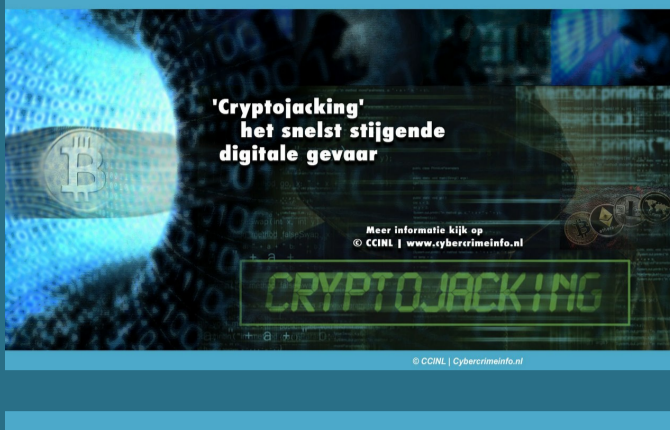 'Cryptojacking'
het snelst stijgende
digitale gevaar
Meer informatie kijk op
© CCINL | www.cybercrimeinfo.nl
CRYPTOJACKING
© CCINL | Cybercrimeinfo.nl